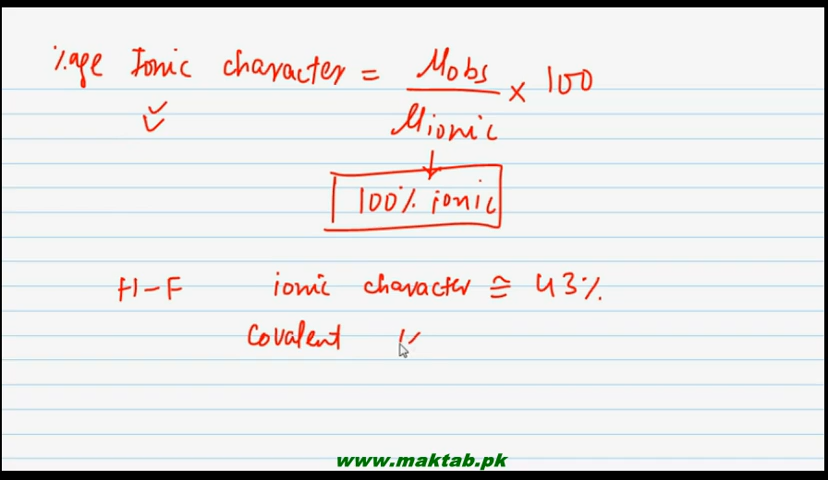 %age Ionic character = μobs / μionic × 100
100% ionic
H-F ionic character ≅ 43%
Covalent "
www.maktab.pk